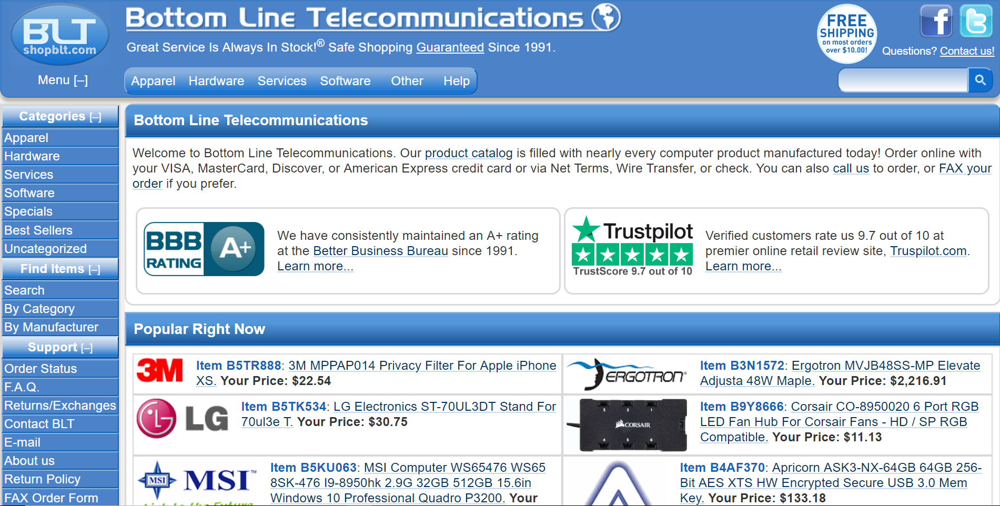 BLT
shopblt.com
Bottom Line Telecommunications
Great Service Is Always In Stock!® Safe Shopping Guaranteed Since 1991.
FREE
SHIPPING
on most orders
over $10.00!
f
t
Questions? Contact us!
Menu [–]
Apparel Hardware Services Software Other Help
Categories [–]
Apparel
Hardware
Services
Software
Specials
Best Sellers
Uncategorized
Find Items [–]
Search
By Category
By Manufacturer
Support [–]
Order Status
F.A.Q.
Returns/Exchanges
Contact BLT
E-mail
About us
Return Policy
FAX Order Form
Bottom Line Telecommunications
Welcome to Bottom Line Telecommunications. Our product catalog is filled with nearly every computer product manufactured today! Order online with
your VISA, MasterCard, Discover, or American Express credit card or via Net Terms, Wire Transfer, or check. You can also call us to order, or FAX your
order if you prefer.
BBB
RATING
A+
We have consistently maintained an A+ rating
at the Better Business Bureau since 1991.
Learn more...
Trustpilot
TrustScore 9.7 out of 10
Verified customers rate us 9.7 out of 10 at
premier online retail review site, Truspilot.com.
Learn more...
Popular Right Now
3M
Item B5TR888: 3M MPPAP014 Privacy Filter For Apple iPhone
XS. Your Price: $22.54
ERGOTRON®
Item B3N1572: Ergotron MVJB48SS-MP Elevate
Adjusta 48W Maple. Your Price: $2,216.91
LG
Item B5TK534: LG Electronics ST-70UL3DT Stand For
70ul3e T. Your Price: $30.75
3 2 1
CORSAIR
4 5 6
Item B9Y8666: Corsair CO-8950020 6 Port RGB
LED Fan Hub For Corsair Fans - HD / SP RGB
Compatible. Your Price: $11.13
MSI
MSI™
Link to the Future
Item B5KU063: MSI Computer WS65476 WS65
8SK-476 I9-8950hk 2.9G 32GB 512GB 15.6in
Windows 10 Professional Quadro P3200. Your
Item B4AF370: Apricorn ASK3-NX-64GB 64GB 256-
Bit AES XTS HW Encrypted Secure USB 3.0 Mem
Key. Your Price: $133.18